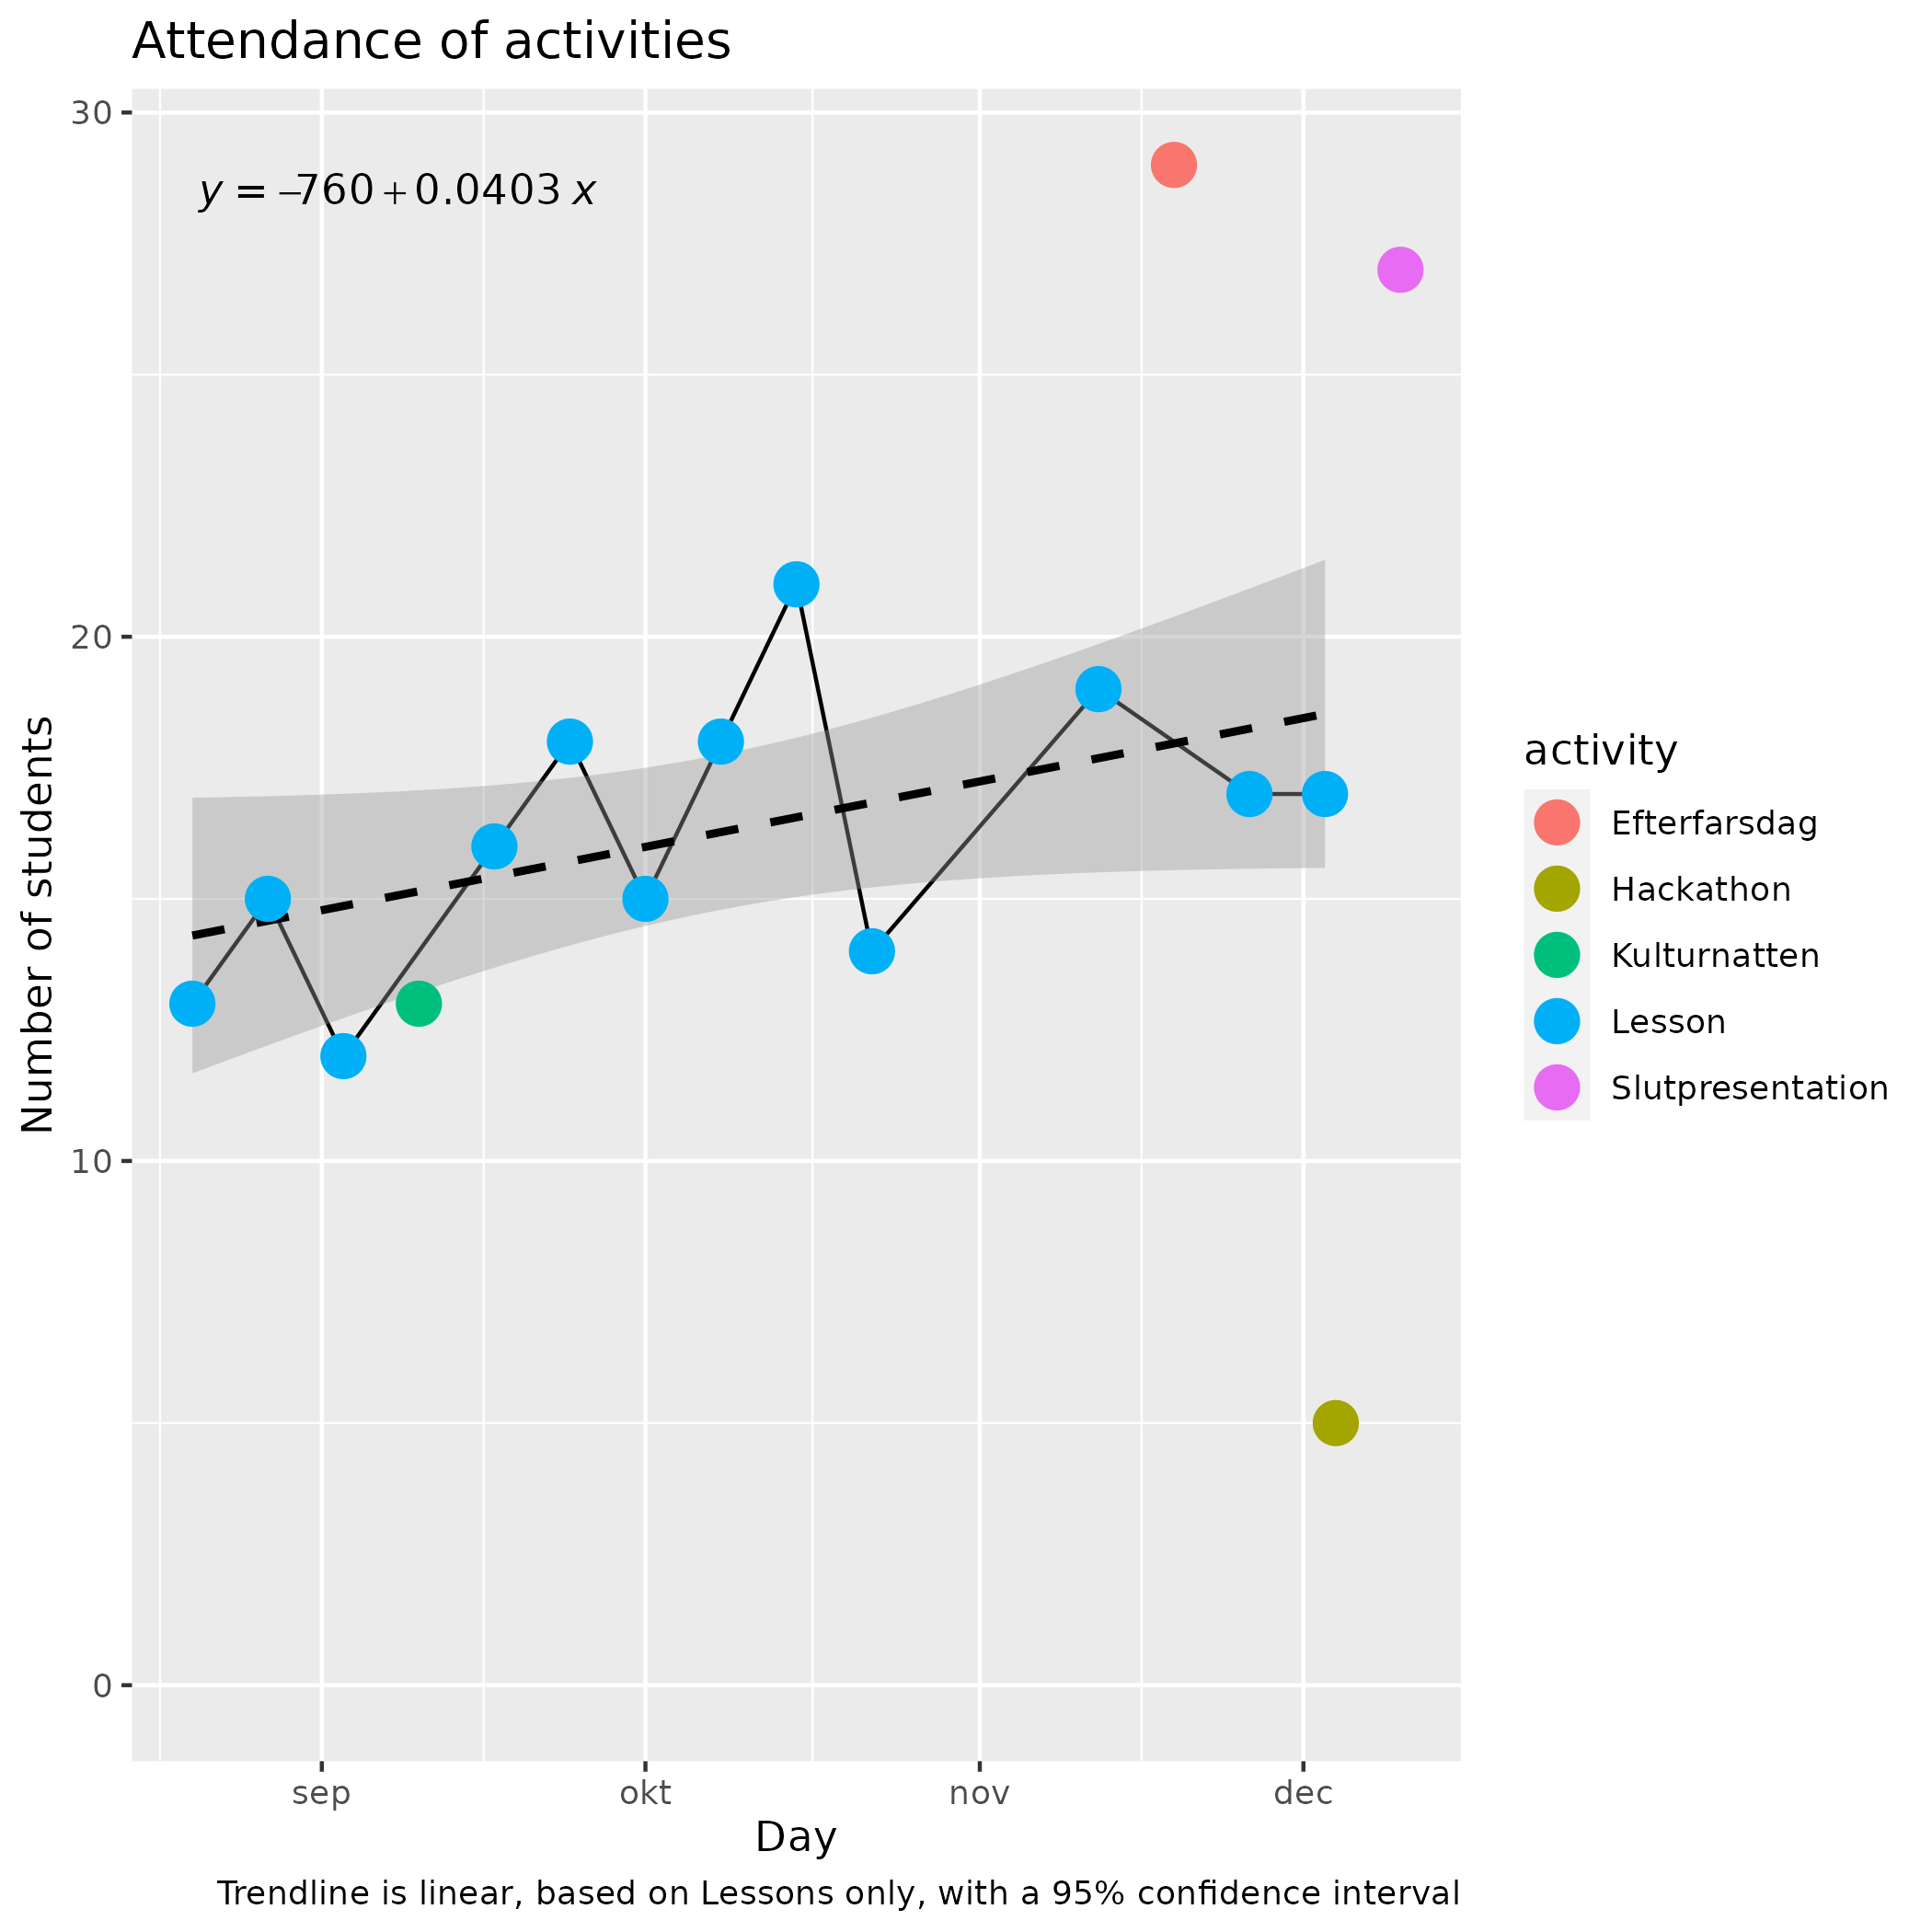 Attendance of activities
30
20
10
0
y = −760 + 0.0403 x
Number of students
sep
okt
nov
dec
Day
activity
Efterfarsdag
Hackathon
Kulturnatten
Lesson
Slutpresentation
Trendline is linear, based on Lessons only, with a 95% confidence interval